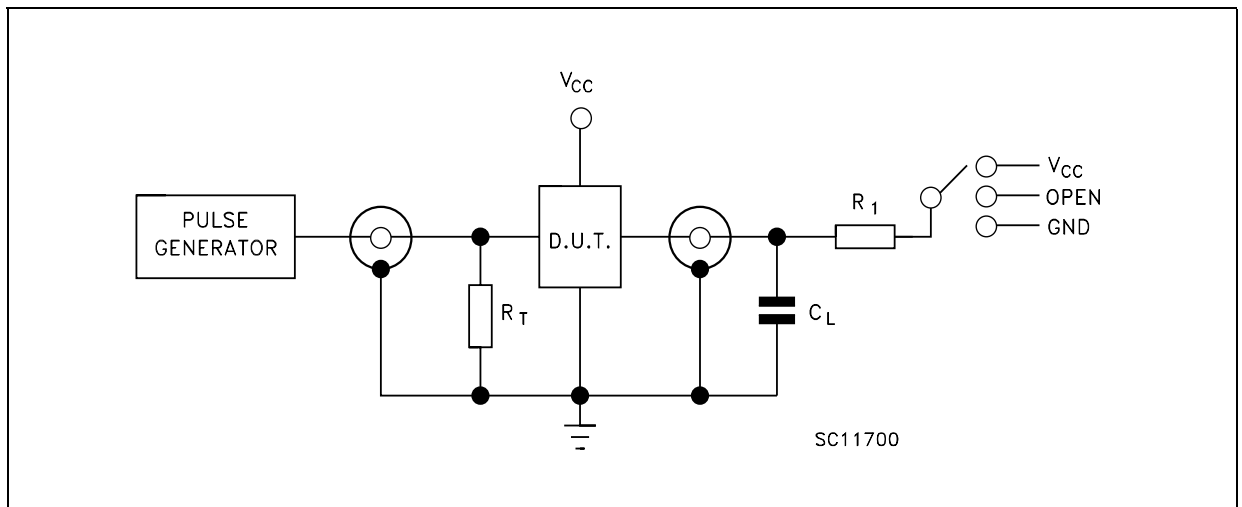 VCC
PULSE
GENERATOR
D.U.T.
RT
CL
R1
VCC
OPEN
GND
SC11700